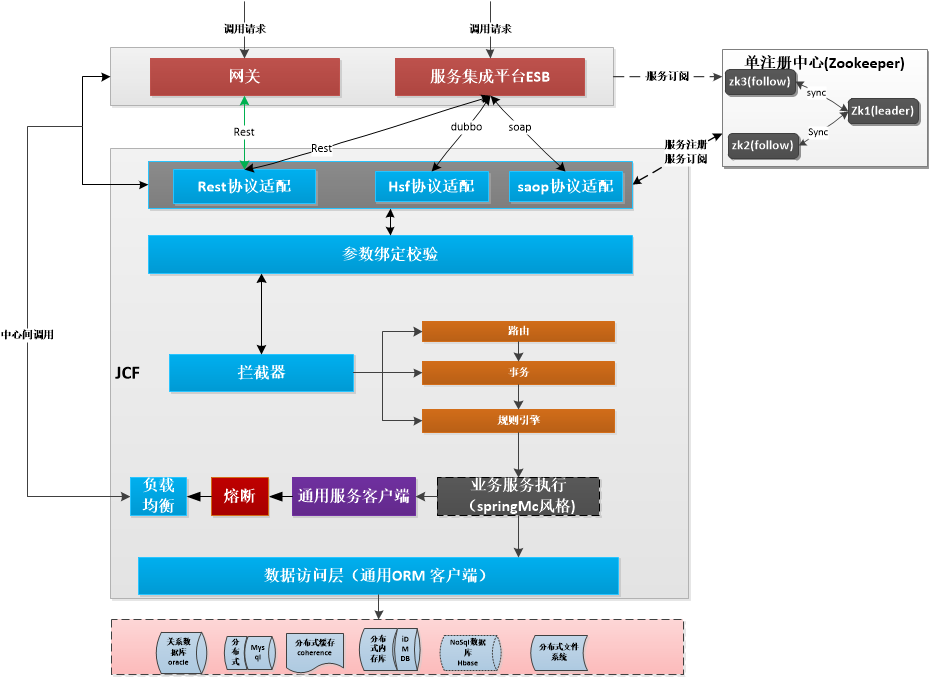 调用请求
调用请求
网关
服务集成平台ESB
服务订阅
单注册中心(Zookeeper)
zk3(follow)
sync
Zk1(leader)
Sync
zk2(follow)
Rest
Rest
dubbo
soap
服务注册
服务订阅
Rest协议适配
Hsf协议适配
saop协议适配
参数绑定校验
中心间调用
JCF
拦截器
路由
事务
规则引擎
负载
均衡
熔断
通用服务客户端
业务服务执行
（springMc风格)
数据访问层（通用ORM 客户端）
关系数
据库
oracle
分
布
式
Mys
ql
分布式缓存
coherence
分布
式内
存库
iD
M
DB
NoSql数据
库
Hbase
分布式文件
系统